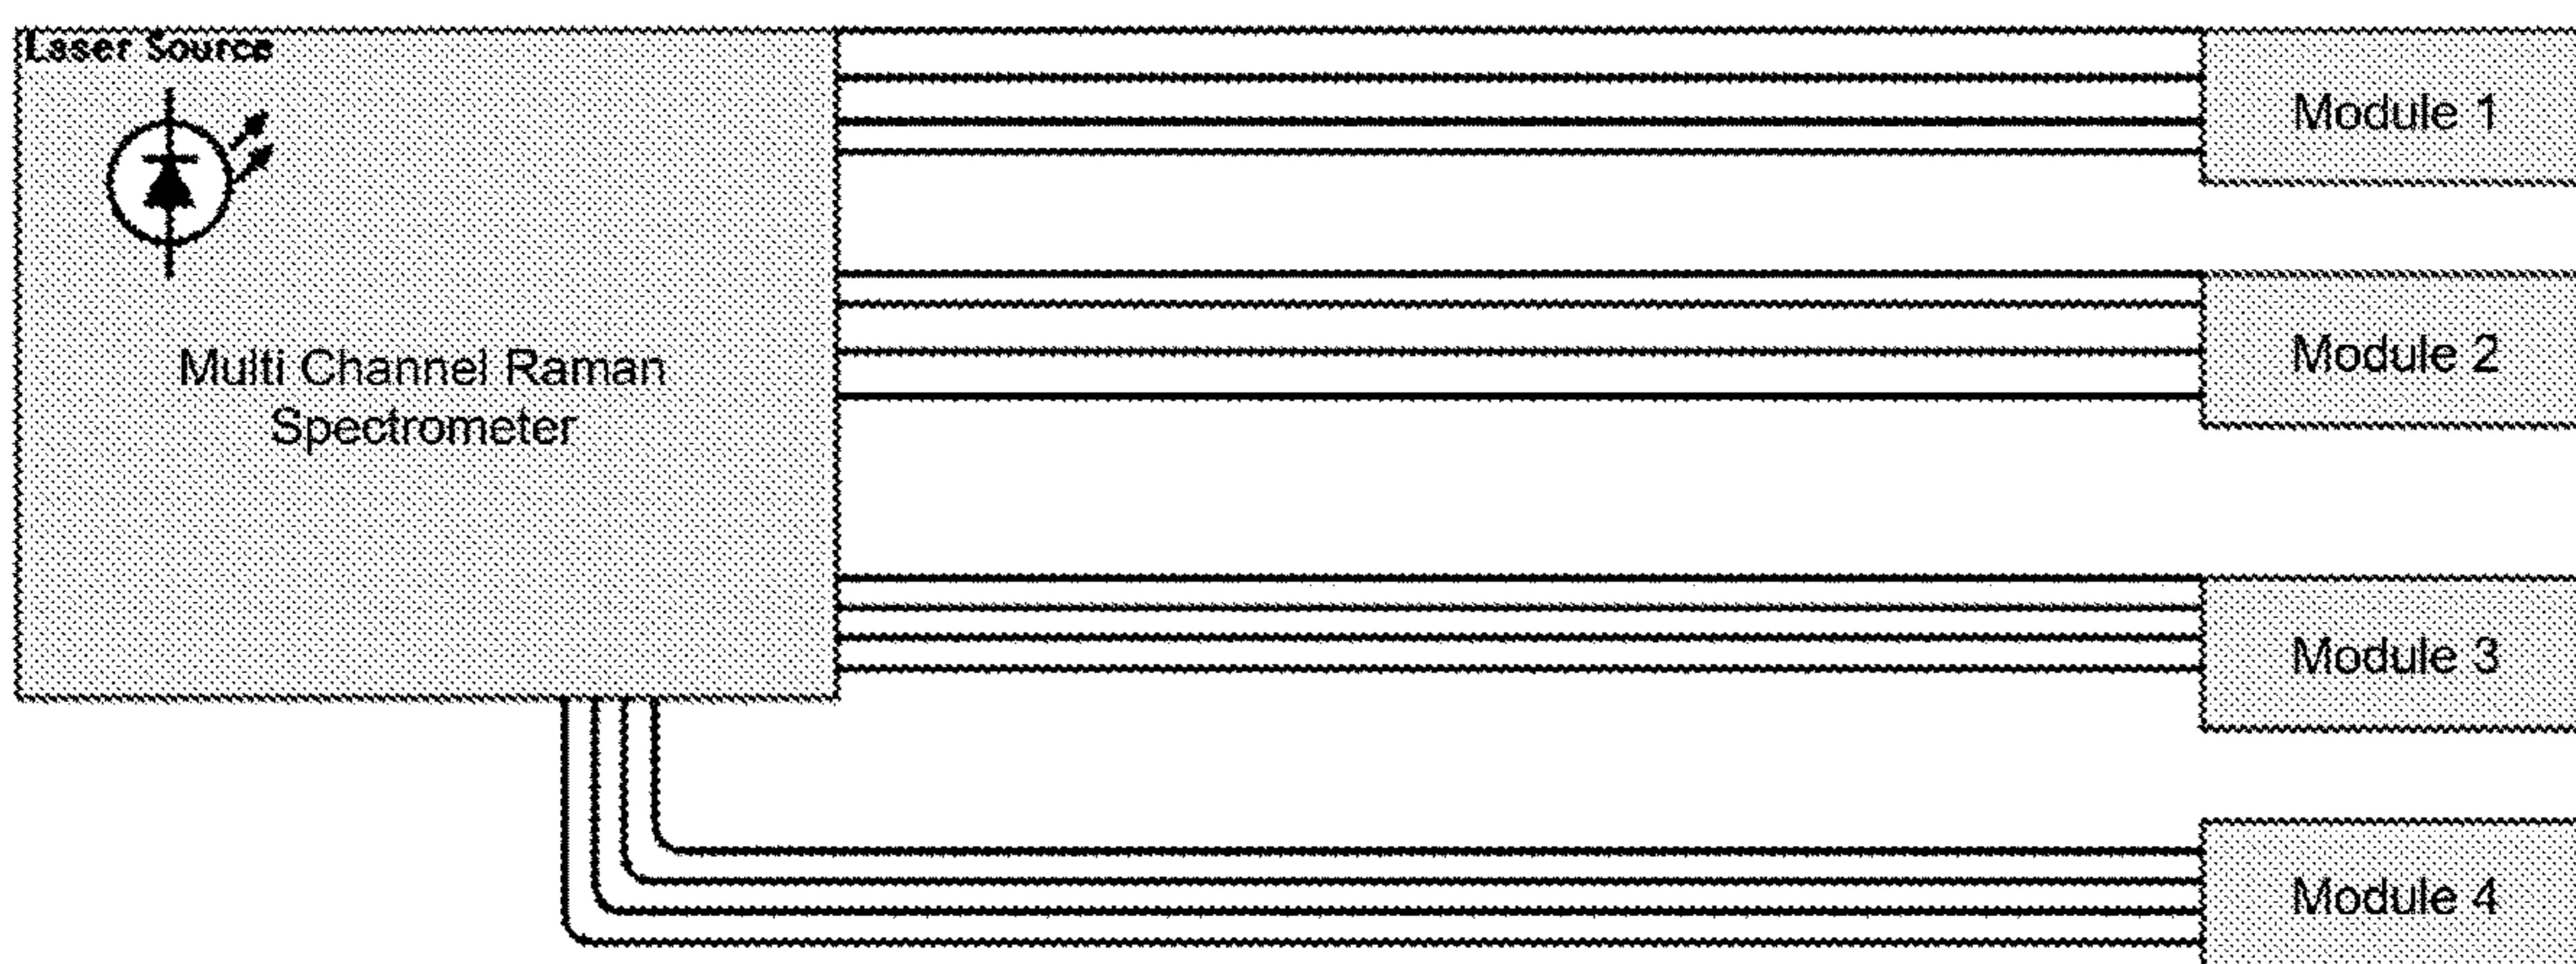 Laser Source
Multi Channel Raman
Spectrometer
Module 1
Module 2
Module 3
Module 4